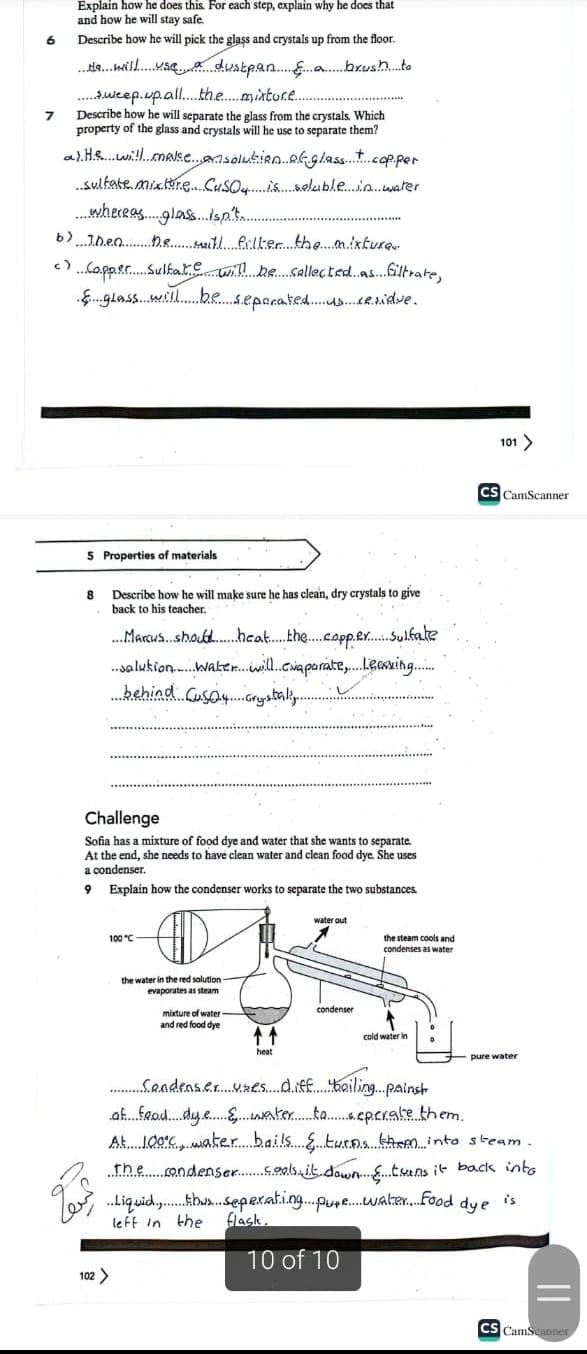 Explain how he does this. For each step, explain why he does that
and how he will stay safe.
6 Describe how he will pick the glass and crystals up from the floor.
He will use a dustpan & a brush to
sweep up all the mixture.
7 Describe how he will separate the glass from the crystals. Which
property of the glass and crystals will he use to separate them?
a) He will make solution of glass + copper
sulfate mixture. CuSO4 is soluble in water
whereas glass isn't.
b) Then he will filter the mixture.
c) Copper sulfate will be collected as filtrate,
& glass will be separated as residue.
101 >
CS CamScanner
5 Properties of materials
8 Describe how he will make sure he has clean, dry crystals to give
back to his teacher.
Marcus should heat the copper sulfate
solution. Water will evaporate, leaving
behind CuSO4 crystals.
Challenge
Sofia has a mixture of food dye and water that she wants to separate.
At the end, she needs to have clean water and clean food dye. She uses
a condenser.
9 Explain how the condenser works to separate the two substances.
water out
100 °C
the steam cools and
condenses as water
the water in the red solution
evaporates as steam
condenser
mixture of water
and red food dye
cold water in
heat
pure water
Condenser uses diff boiling points
of food dye & water to seperate them.
At 100°C, water boils & turns them into steam.
The condenser cools it down & turns it back into
liquid, thus seperating pure water. Food dye is
left in the flask.
10 of 10
102 >
CS CamScanner